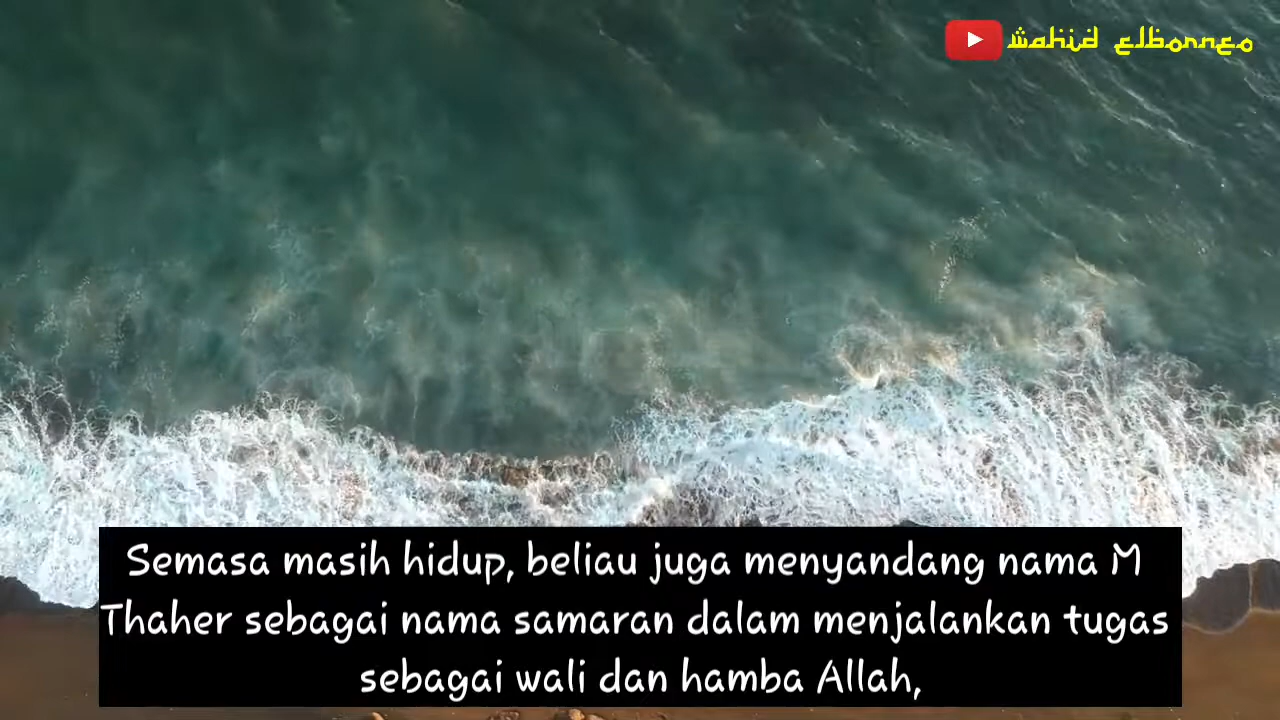 Wahid elborneo
Semasa masih hidup, beliau juga menyandang nama M
Thaher sebagai nama samaran dalam menjalankan tugas
sebagai wali dan hamba Allah,